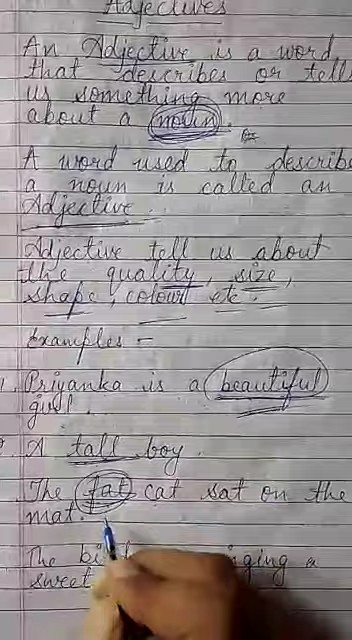 Adjectives
An Adjective is a word
that describes or tells
us something more
about a noun.
A word used to describe
a noun is called an
Adjective.
Adjective tell us about
the quality, size,
shape, colour etc.
Examples -
1. Priyanka is a beautiful
girl.
A tall boy.
The fat cat sat on the
mat.
The a
sweet